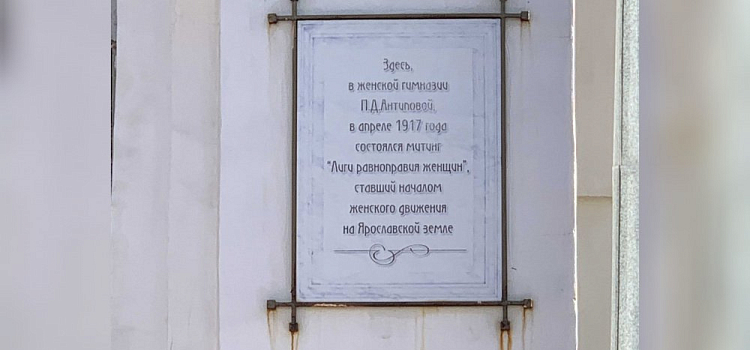 Здесь,
в женской гимназии
П.Д.Антиповой,
в апреле 1917 года
состоялся митинг
"Лиги равноправия женщин",
ставший началом
женского движения
на Ярославской земле